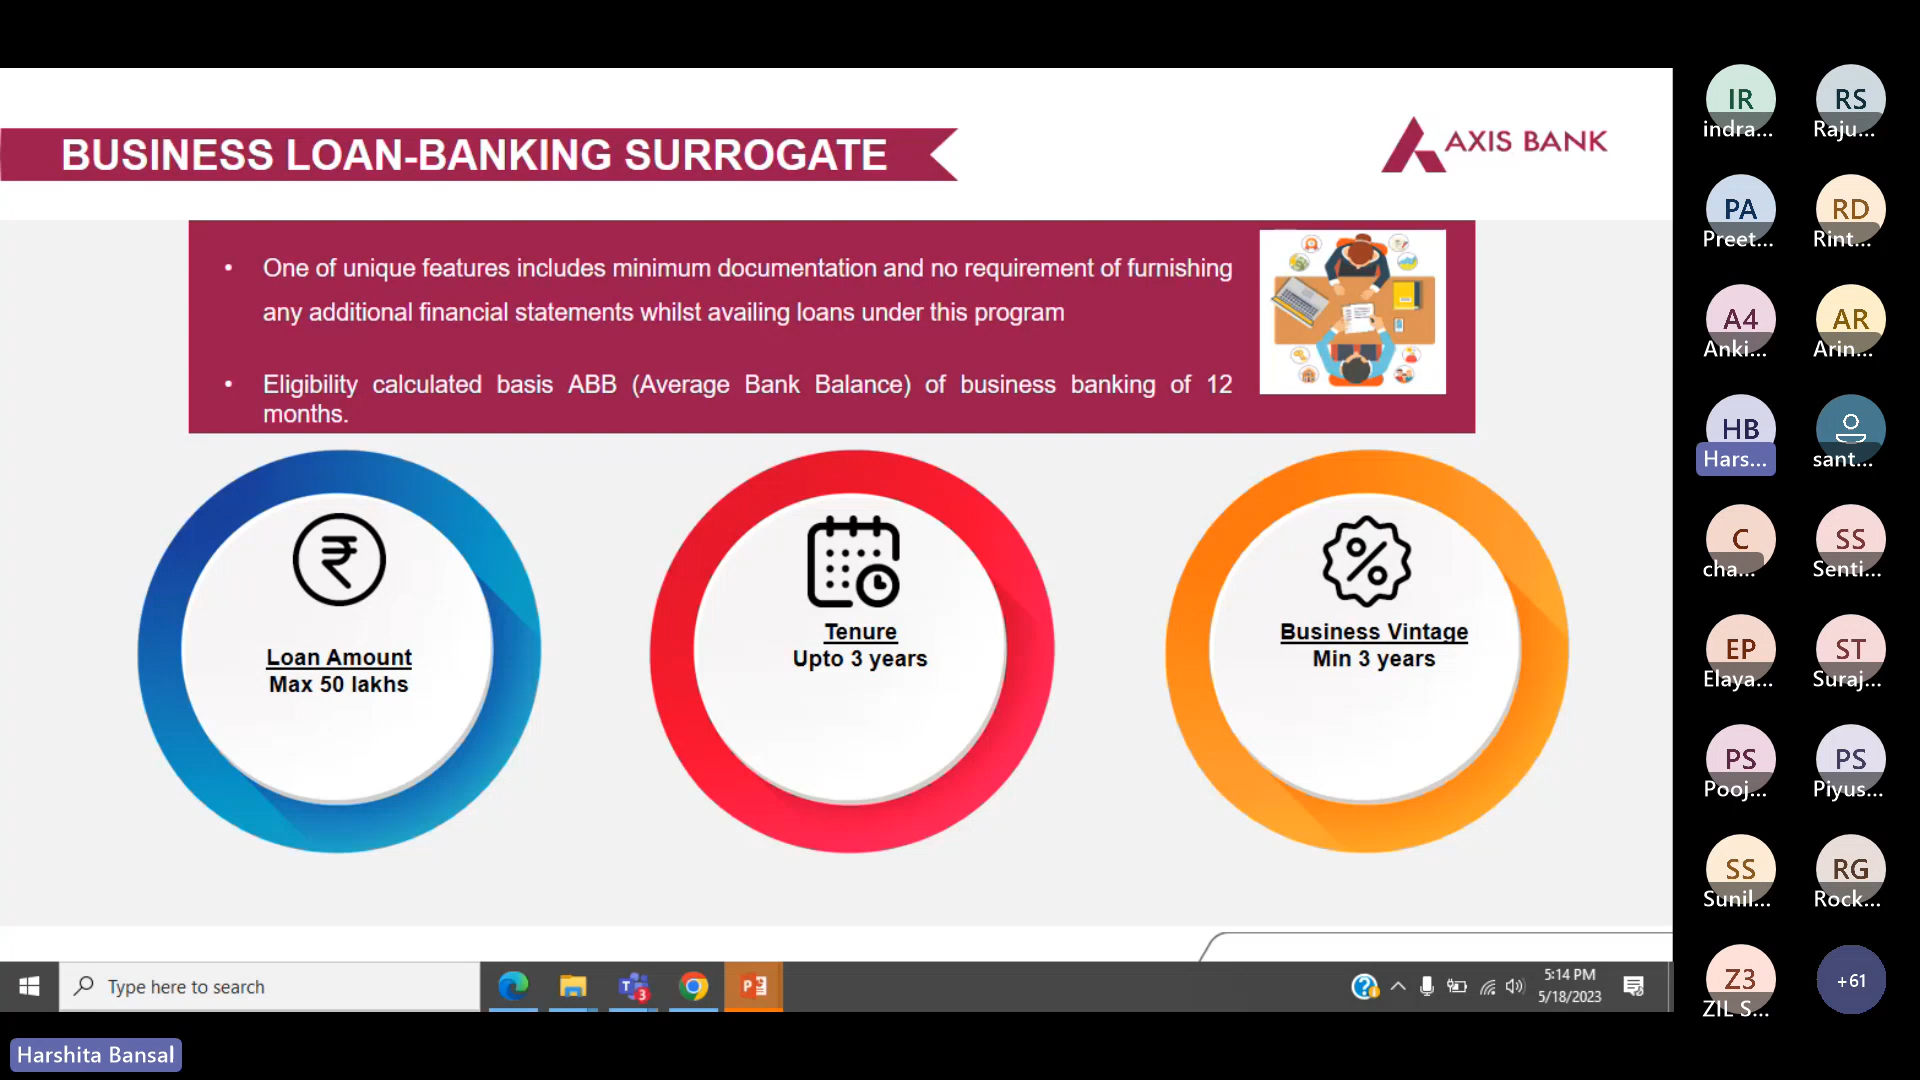 BUSINESS LOAN-BANKING SURROGATE
AXIS BANK
• One of unique features includes minimum documentation and no requirement of furnishing
any additional financial statements whilst availing loans under this program
• Eligibility calculated basis ABB (Average Bank Balance) of business banking of 12
months.
Loan Amount
Max 50 lakhs
Tenure
Upto 3 years
Business Vintage
Min 3 years
IR
indra...
RS
Raju...
PA
Preet...
RD
Rint...
A4
Anki...
AR
Arin...
HB
Hars...
sant...
C
cha...
SS
Senti...
EP
Elaya...
ST
Suraj...
PS
Pooj...
PS
Piyus...
SS
Sunil...
RG
Rock...
Z3
ZIL S...
+61
Type here to search
3
P
5:14 PM
5/18/2023
Harshita Bansal